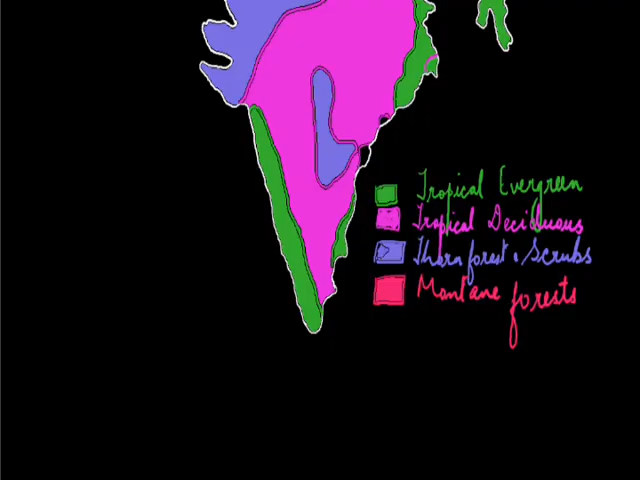 Tropical Evergreen
Tropical Deciduous
Thorn forest & Scrubs
Montane forests